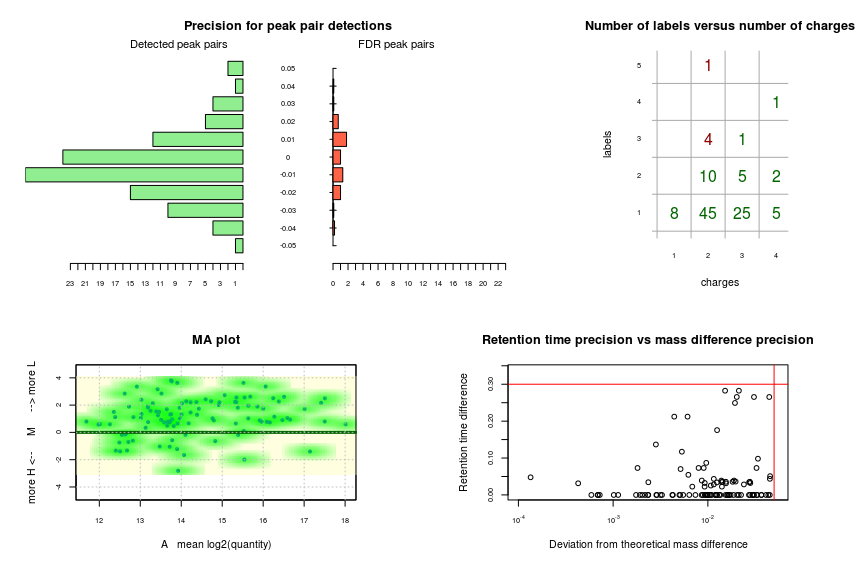 Precision for peak pair detections
Detected peak pairs
FDR peak pairs
0.05
0.04
0.03
0.02
0.01
0
-0.01
-0.02
-0.03
-0.04
-0.05
23 21 19 17 15 13 11 9 7 5 3 1
0 2 4 6 8 10 12 14 16 18 20 22
Number of labels versus number of charges
labels
5 1
4 1
3 4 1
2 10 5 2
1 8 45 25 5
1 2 3 4
charges
MA plot
more H <-- M --> more L
4
2
0
-2
-4
12 13 14 15 16 17 18
A mean log2(quantity)
Retention time precision vs mass difference precision
Retention time difference
0.30
0.20
0.10
0.00
10-4 10-3 10-2
Deviation from theoretical mass difference